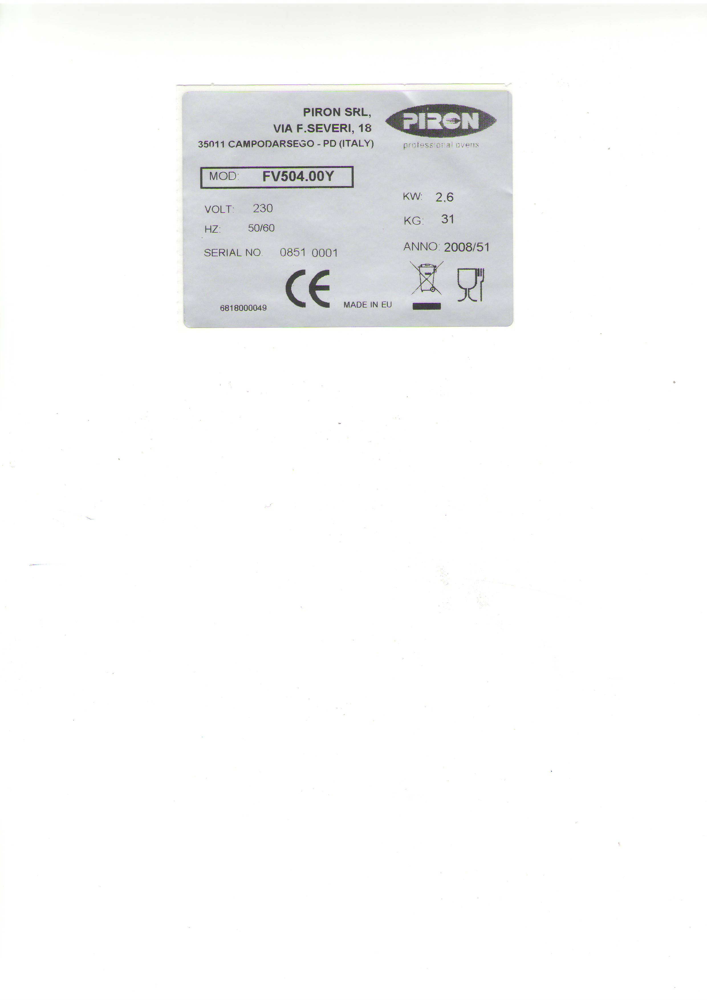 PIRON SRL,
VIA F.SEVERI, 18
35011 CAMPODARSEGO - PD (ITALY)
PIRON
professional ovens
MOD: FV504.00Y
KW: 2,6
VOLT: 230
KG: 31
HZ: 50/60
ANNO: 2008/51
SERIAL NO. 0851 0001
CE
6818000049
MADE IN EU